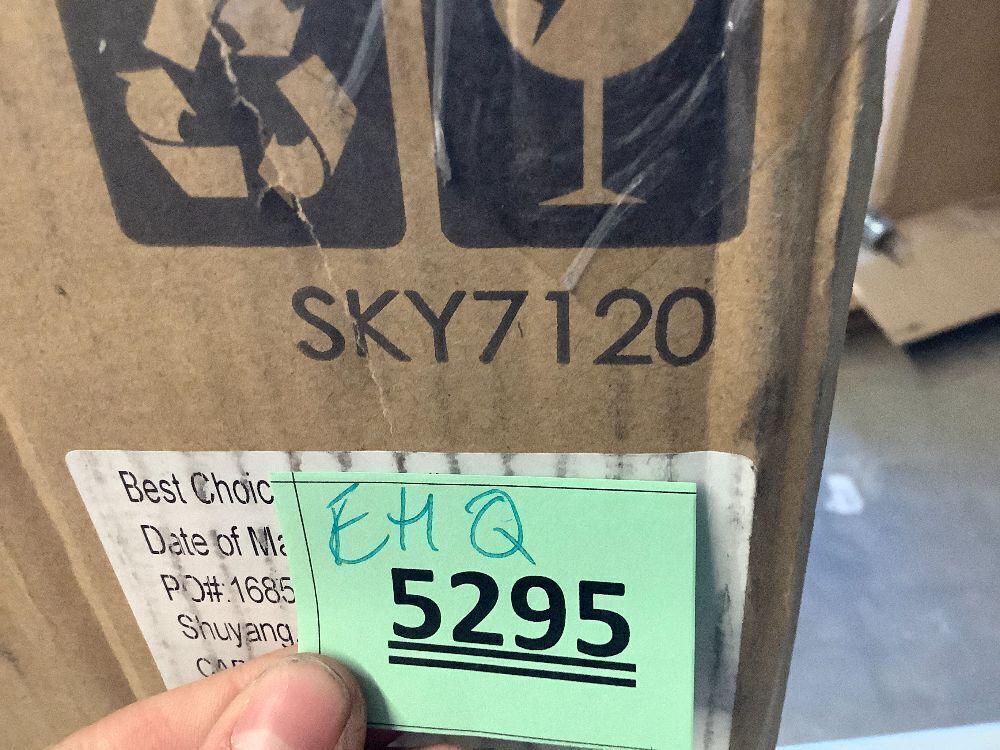 SKY7120
Best Choic
Date of Ma
PO#:1685
Shuyang
EHQ
5295